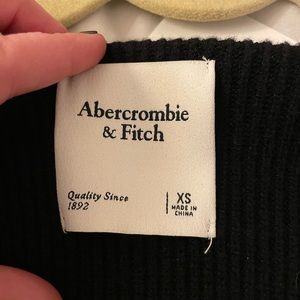 Abercrombie
& Fitch
Quality Since
1892
XS
MADE IN
CHINA